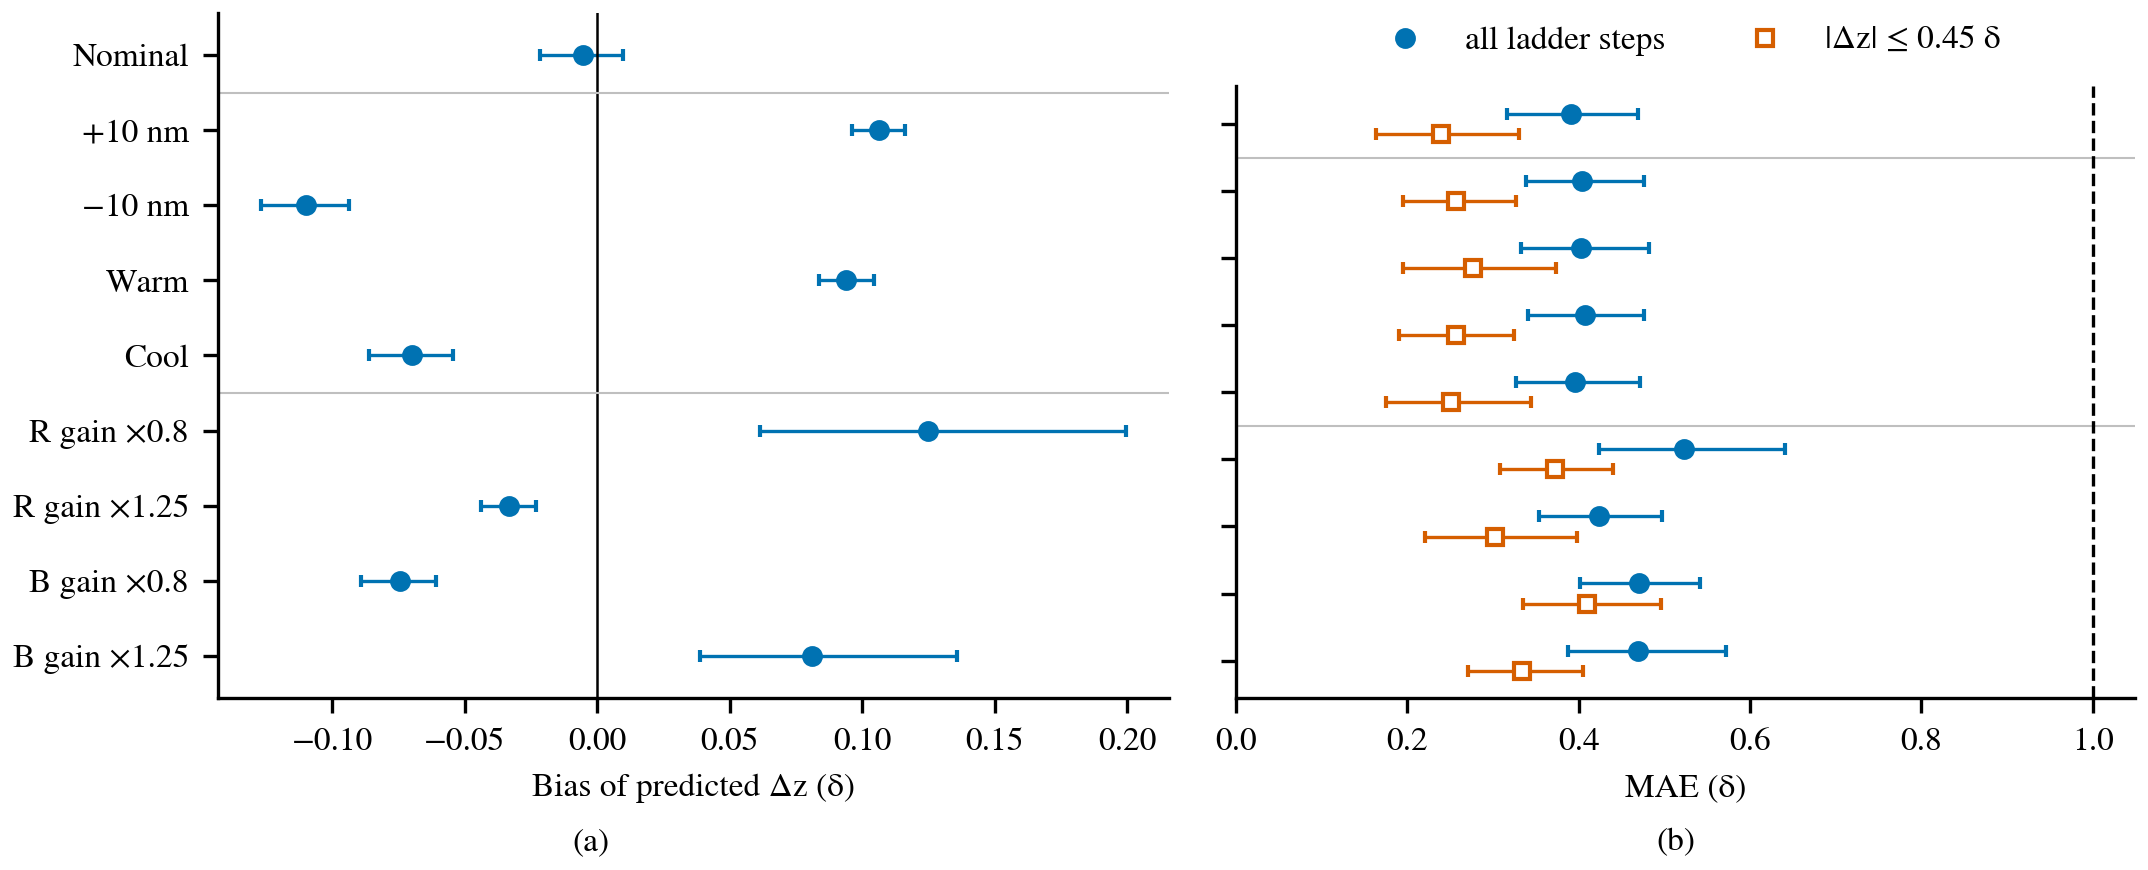 Nominal
+10 nm
−10 nm
Warm
Cool
R gain ×0.8
R gain ×1.25
B gain ×0.8
B gain ×1.25
−0.10 −0.05 0.00 0.05 0.10 0.15 0.20
Bias of predicted Δz (δ)
(a)
all ladder steps |Δz| ≤ 0.45 δ
0.0 0.2 0.4 0.6 0.8 1.0
MAE (δ)
(b)